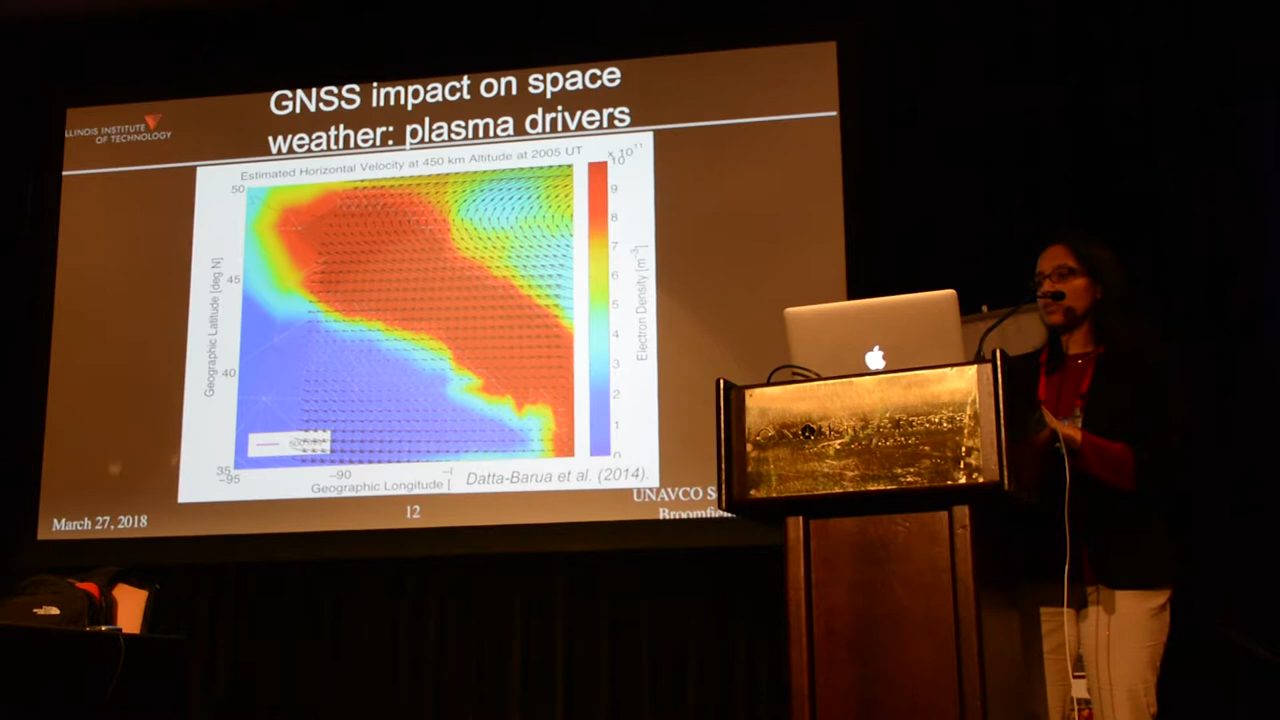 GNSS impact on space
weather: plasma drivers
ILLINOIS INSTITUTE
OF TECHNOLOGY
Estimated Horizontal Velocity at 450 km Altitude at 2005 UT
× 10¹¹
10
9
8
7
6
5
4
3
2
1
0
Electron Density [m⁻³]
50
45
40
35
Geographic Latitude [deg N]
−95
−90
Geographic Longitude [
Datta-Barua et al. (2014).
March 27, 2018
12
UNAVCO S
Broomfie